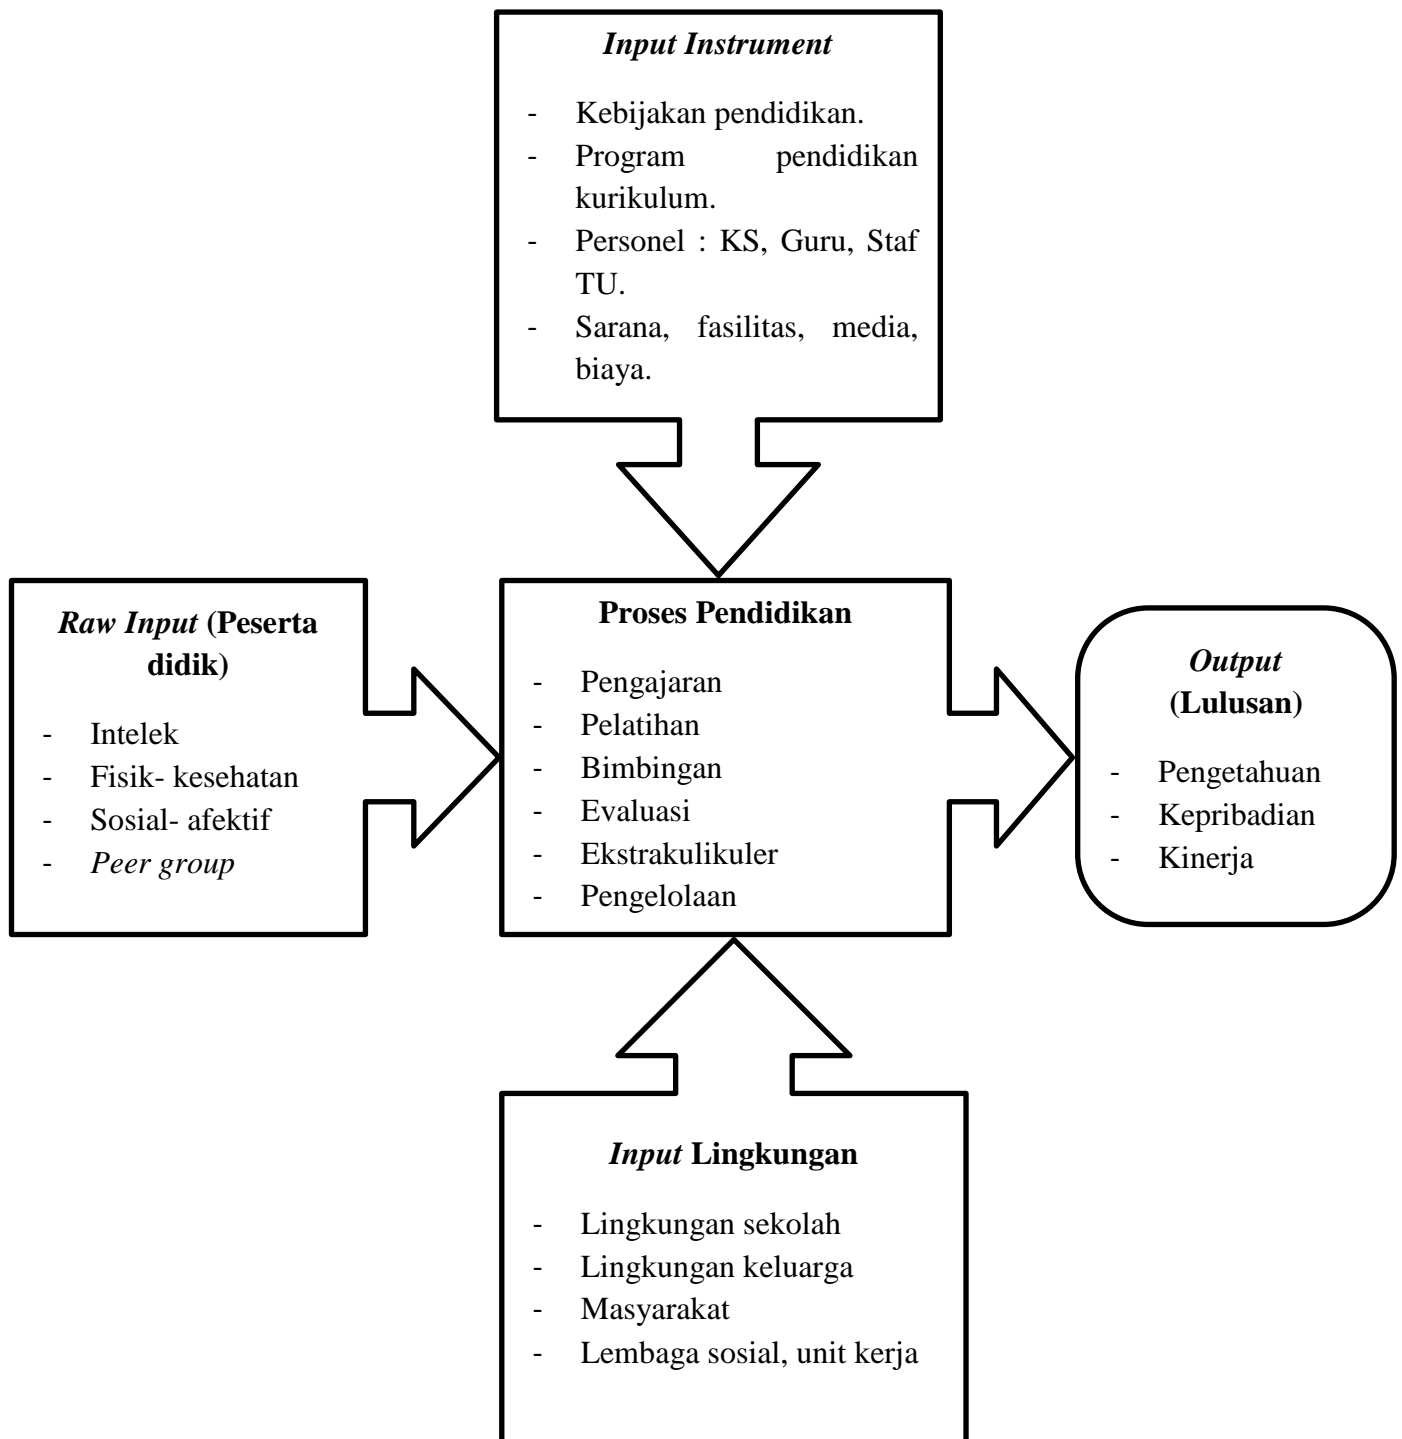 Input Instrument
- Kebijakan pendidikan.
- Program pendidikan
kurikulum.
- Personel : KS, Guru, Staf
TU.
- Sarana, fasilitas, media,
biaya.
Raw Input (Peserta
didik)
- Intelek
- Fisik- kesehatan
- Sosial- afektif
- Peer group
Proses Pendidikan
- Pengajaran
- Pelatihan
- Bimbingan
- Evaluasi
- Ekstrakulikuler
- Pengelolaan
Output
(Lulusan)
- Pengetahuan
- Kepribadian
- Kinerja
Input Lingkungan
- Lingkungan sekolah
- Lingkungan keluarga
- Masyarakat
- Lembaga sosial, unit kerja